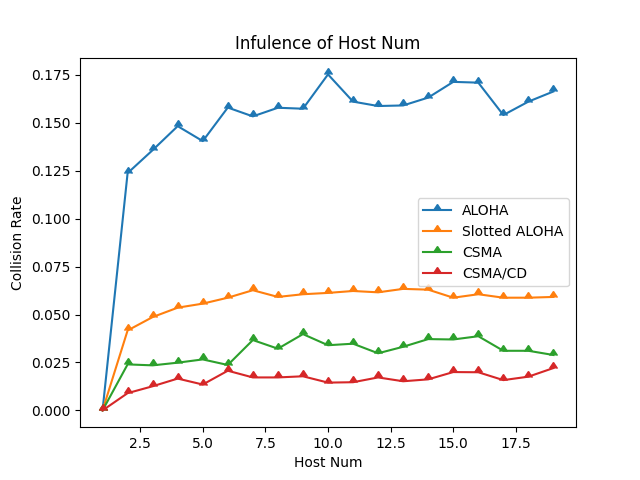 Infulence of Host Num
0.175
0.150
0.125
0.100
0.075
0.050
0.025
0.000
Collision Rate
ALOHA
Slotted ALOHA
CSMA
CSMA/CD
2.5 5.0 7.5 10.0 12.5 15.0 17.5
Host Num